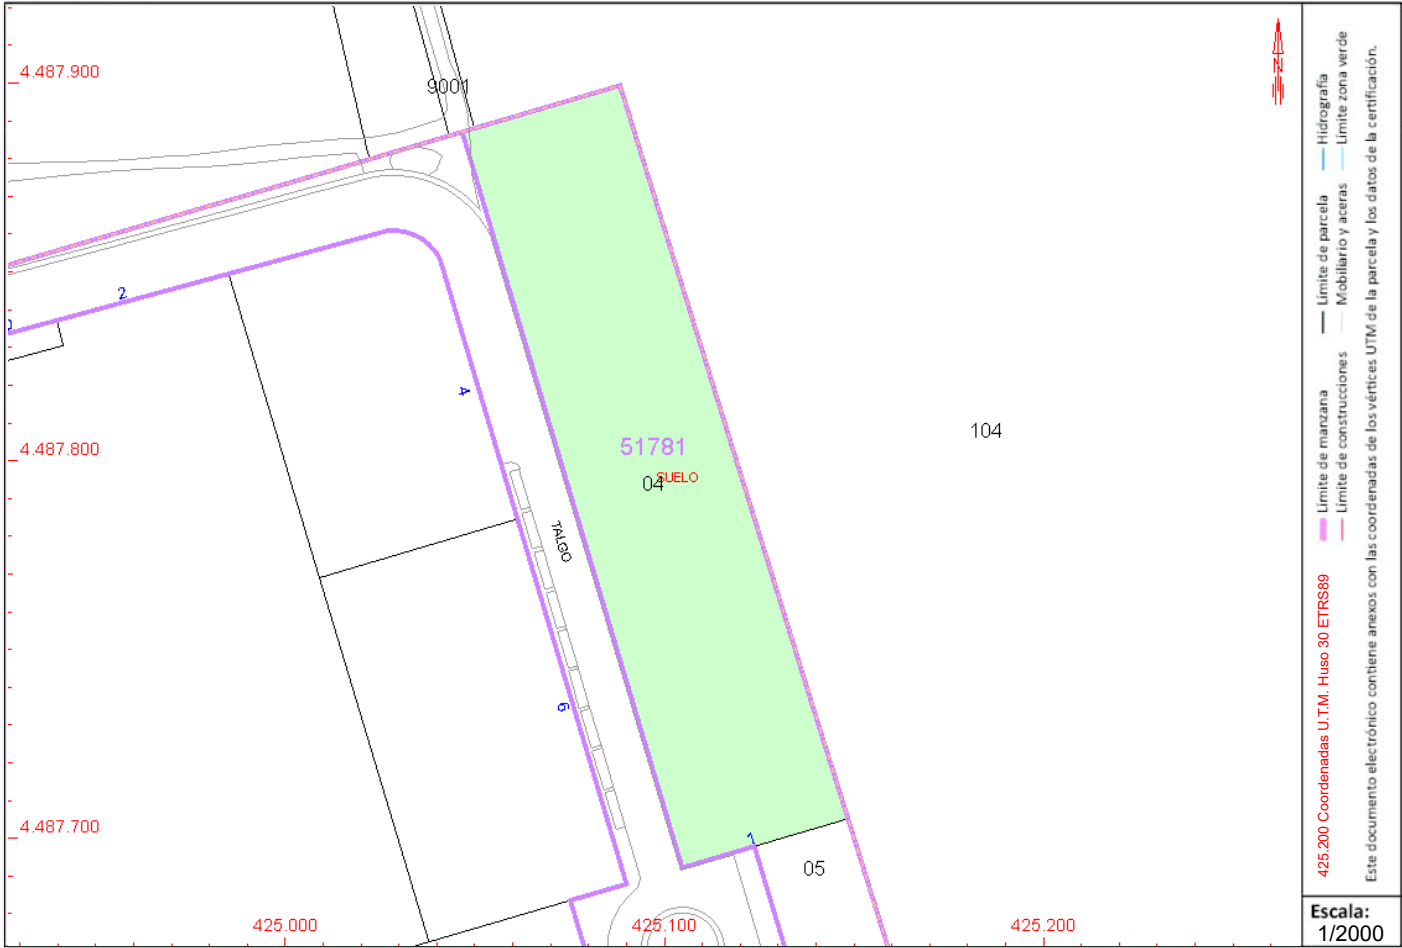 4.487.900
9001
N
2
4
4.487.800
51781
SUELO
04
104
TALGO
6
4.487.700
7
05
425.000
425.100
425.200
425.200 Coordenadas U.T.M. Huso 30 ETRS89
Límite de manzana
Límite de parcela
Hidrografía
Límite de construcciones
Mobiliario y aceras
Límite zona verde
Este documento electrónico contiene anexos con las coordenadas de los vértices UTM de la parcela y los datos de la certificación.
Escala:
1/2000